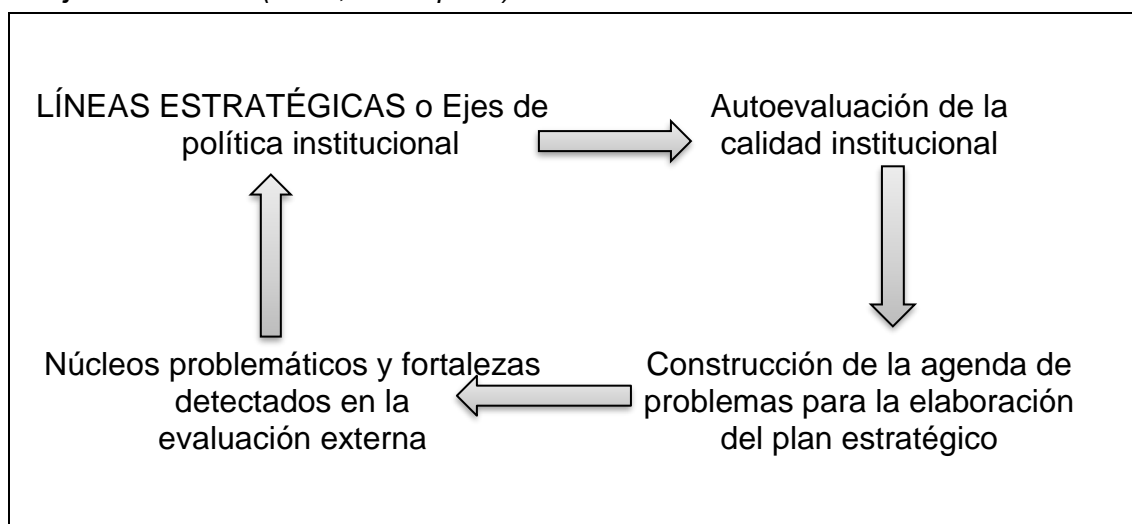 LÍNEAS ESTRATÉGICAS o Ejes de
política institucional
Autoevaluación de la
calidad institucional
Núcleos problemáticos y fortalezas
detectados en la
evaluación externa
Construcción de la agenda de
problemas para la elaboración
del plan estratégico